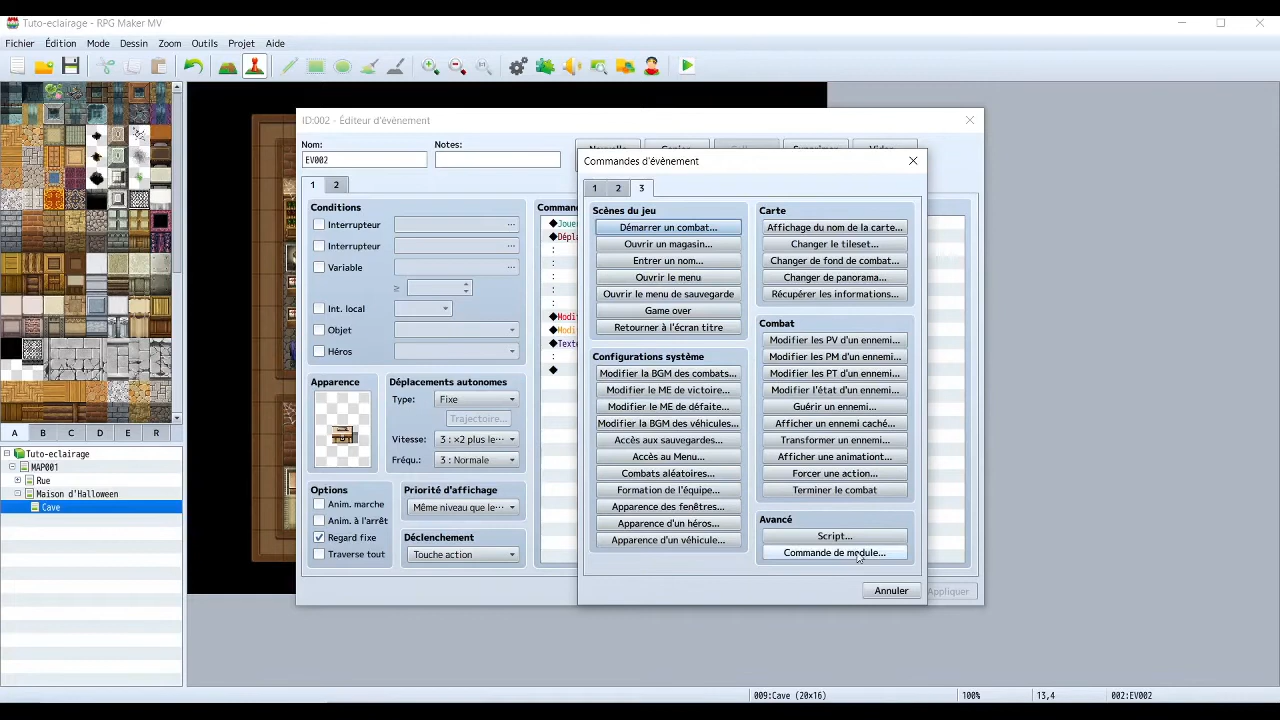 Tuto-eclairage - RPG Maker MV
Fichier Édition Mode Dessin Zoom Outils Projet Aide
ID:002 - Éditeur d'évènement
Nom:
Notes:
EV002
1 2
Conditions
Interrupteur
Interrupteur
Variable
≥
Int. local
Objet
Héros
Apparence
Déplacements autonomes
Type: Fixe
Trajectoire...
Vitesse: 3 : ×2 plus le···
Fréqu.: 3 : Normale
Options
Anim. marche
Anim. à l'arrêt
Regard fixe
Traverse tout
Priorité d'affichage
Même niveau que le···
Déclenchement
Touche action
Comman
◆Joue
◆Dépla
:
:
:
:
◆Modi
◆Modi
◆Text
:
◆
Commandes d'évènement
1 2 3
Scènes du jeu
Démarrer un combat...
Ouvrir un magasin...
Entrer un nom...
Ouvrir le menu
Ouvrir le menu de sauvegarde
Game over
Retourner à l'écran titre
Configurations système
Modifier la BGM des combats...
Modifier le ME de victoire...
Modifier le ME de défaite...
Modifier la BGM des véhicules...
Accès aux sauvegardes...
Accès au Menu...
Combats aléatoires...
Formation de l'équipe...
Apparence des fenêtres...
Apparence d'un héros...
Apparence d'un véhicule...
Carte
Affichage du nom de la carte...
Changer le tileset...
Changer de fond de combat...
Changer de panorama...
Récupérer les informations...
Combat
Modifier les PV d'un ennemi...
Modifier les PM d'un ennemi...
Modifier les PT d'un ennemi...
Modifier l'état d'un ennemi...
Guérir un ennemi...
Afficher un ennemi caché...
Transformer un ennemi...
Afficher une animationt...
Forcer une action...
Terminer le combat
Avancé
Script...
Commande de module...
Annuler
Appliquer
A B C D E R
Tuto-eclairage
MAP001
Rue
Maison d'Halloween
Cave
009:Cave (20×16) 100% 13,4 002:EV002